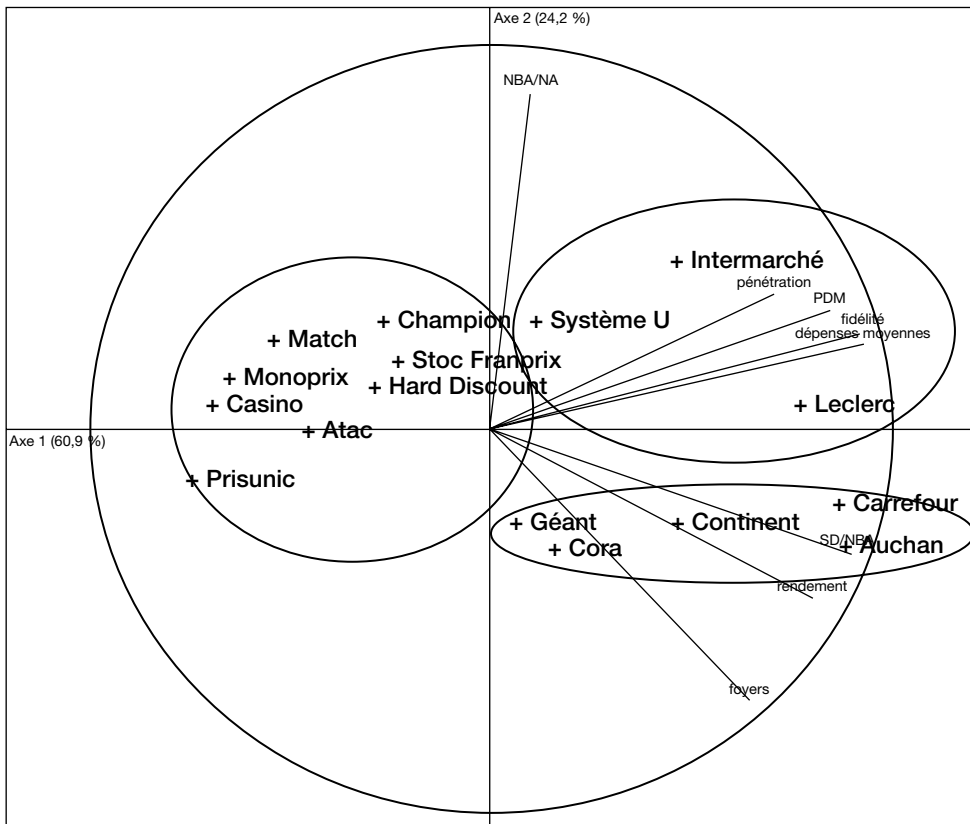 Axe 2 (24,2 %)
NBA/NA
+ Intermarché
pénétration
PDM
+ Champion
+ Système U
fidélité
dépenses moyennes
+ Match
+ Stoc Franprix
+ Monoprix
+ Hard Discount
+ Casino
+ Leclerc
+ Atac
Axe 1 (60,9 %)
+ Prisunic
+ Carrefour
+ Géant
+ Continent
SD/NBA
+ Auchan
+ Cora
rendement
foyers